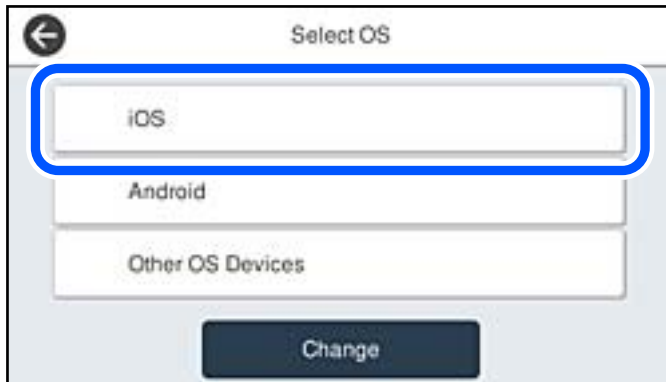 Select OS
iOS
Android
Other OS Devices
Change